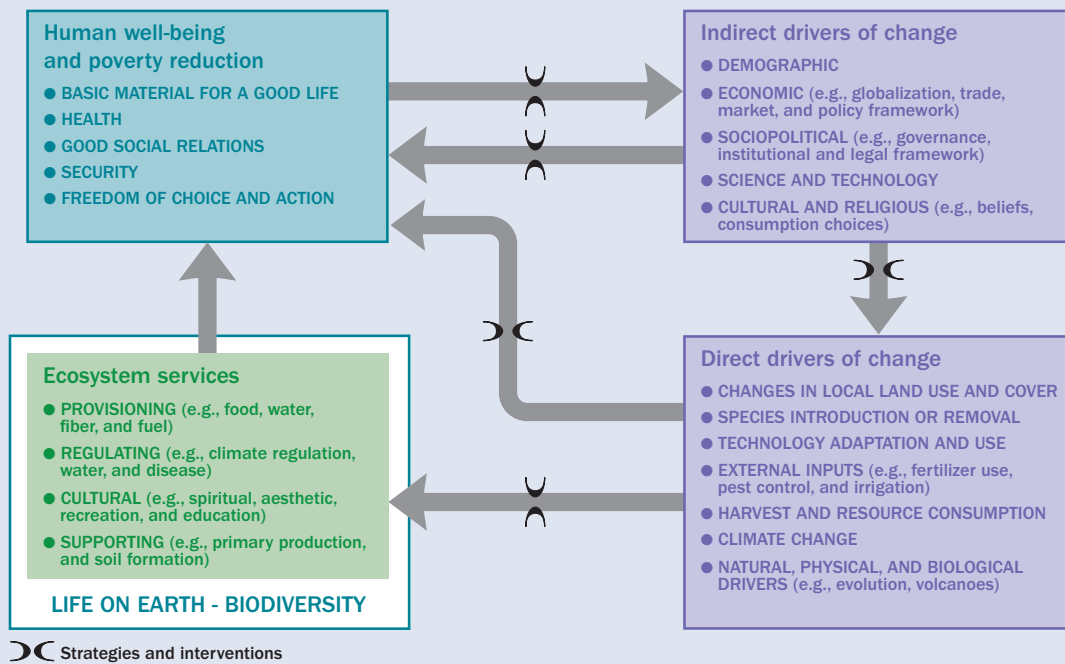 Human well-being
and poverty reduction
● BASIC MATERIAL FOR A GOOD LIFE
● HEALTH
● GOOD SOCIAL RELATIONS
● SECURITY
● FREEDOM OF CHOICE AND ACTION
Indirect drivers of change
● DEMOGRAPHIC
● ECONOMIC (e.g., globalization, trade,
market, and policy framework)
● SOCIOPOLITICAL (e.g., governance,
institutional and legal framework)
● SCIENCE AND TECHNOLOGY
● CULTURAL AND RELIGIOUS (e.g., beliefs,
consumption choices)
Ecosystem services
● PROVISIONING (e.g., food, water,
fiber, and fuel)
● REGULATING (e.g., climate regulation,
water, and disease)
● CULTURAL (e.g., spiritual, aesthetic,
recreation, and education)
● SUPPORTING (e.g., primary production,
and soil formation)
LIFE ON EARTH - BIODIVERSITY
Direct drivers of change
● CHANGES IN LOCAL LAND USE AND COVER
● SPECIES INTRODUCTION OR REMOVAL
● TECHNOLOGY ADAPTATION AND USE
● EXTERNAL INPUTS (e.g., fertilizer use,
pest control, and irrigation)
● HARVEST AND RESOURCE CONSUMPTION
● CLIMATE CHANGE
● NATURAL, PHYSICAL, AND BIOLOGICAL
DRIVERS (e.g., evolution, volcanoes)
Strategies and interventions